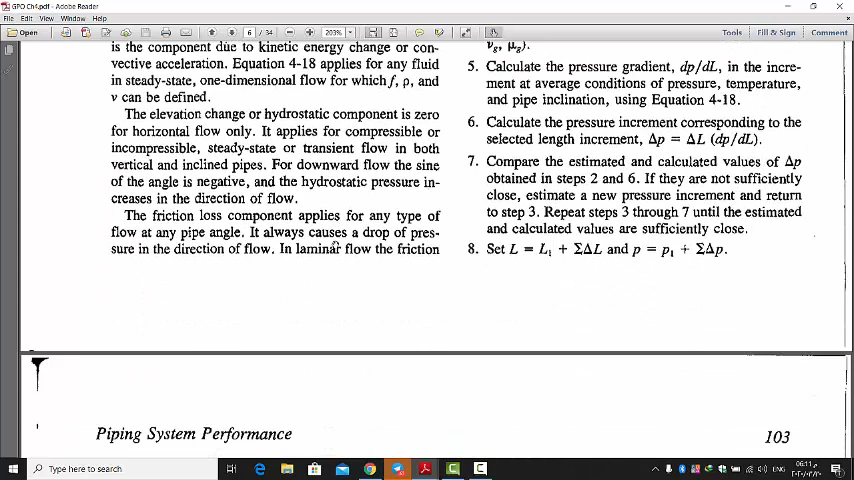 GPO Ch4.pdf - Adobe Reader
File Edit View Window Help
Open
6 / 34
203%
Tools Fill & Sign Comment
is the component due to kinetic energy change or con-
vective acceleration. Equation 4-18 applies for any fluid
in steady-state, one-dimensional flow for which f, ρ, and
v can be defined.
The elevation change or hydrostatic component is zero
for horizontal flow only. It applies for compressible or
incompressible, steady-state or transient flow in both
vertical and inclined pipes. For downward flow the sine
of the angle is negative, and the hydrostatic pressure in-
creases in the direction of flow.
The friction loss component applies for any type of
flow at any pipe angle. It always causes a drop of pres-
sure in the direction of flow. In laminar flow the friction
νg, μg).
5. Calculate the pressure gradient, dp/dL, in the incre-
ment at average conditions of pressure, temperature,
and pipe inclination, using Equation 4-18.
6. Calculate the pressure increment corresponding to the
selected length increment, Δp = ΔL (dp/dL).
7. Compare the estimated and calculated values of Δp
obtained in steps 2 and 6. If they are not sufficiently
close, estimate a new pressure increment and return
to step 3. Repeat steps 3 through 7 until the estimated
and calculated values are sufficiently close.
8. Set L = L₁ + ΣΔL and p = p₁ + ΣΔp.
Piping System Performance
103
Type here to search
ENG